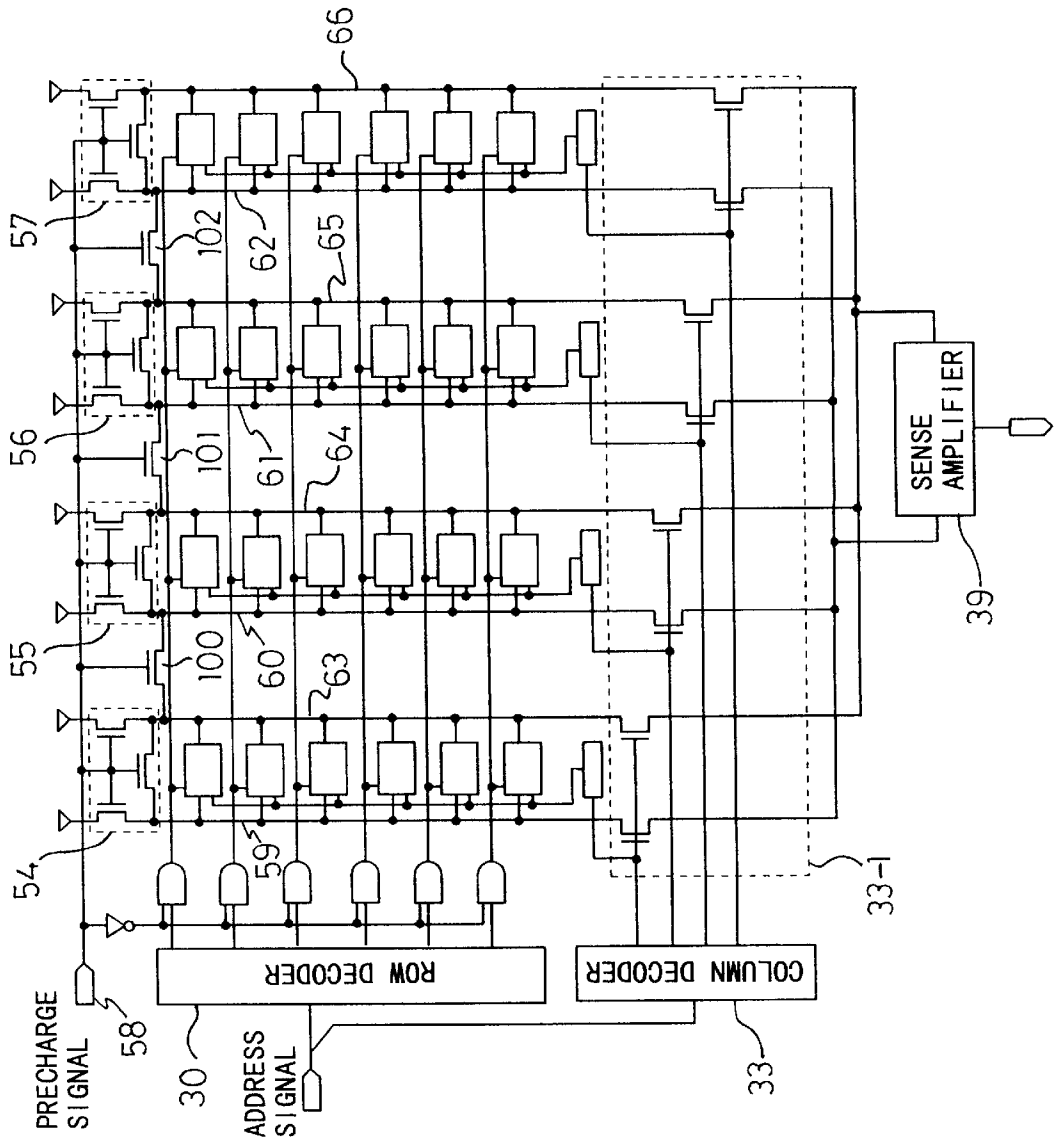 57
56
55
54
66
102
62
65
101
61
64
100
60
63
59
PRECHARGE
SIGNAL
58
30
ROW DECODER
ADDRESS
SIGNAL
COLUMN DECODER
33
33-1
SENSE
AMPLIFIER
39